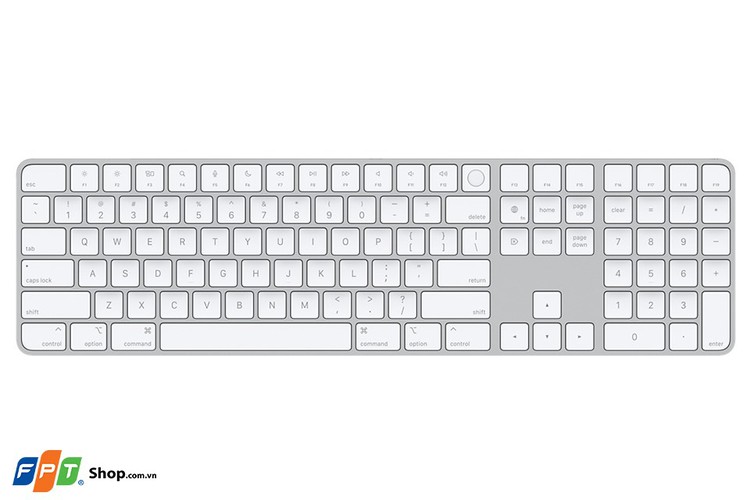 esc F1 F2 F3 F4 F5 F6 F7 F8 F9 F10 F11 F12 F13 F14 F15 F16 F17 F18 F19
~ ` ! 1 @ 2 # 3 $ 4 % 5 ^ 6 & 7 * 8 ( 9 ) 0 _ - + = delete fn home page up clear = / *
tab Q W E R T Y U I O P { [ } ] | \ end page down 7 8 9 −
caps lock A S D F G H J K L : ; " ' return 4 5 6 +
shift Z X C V B N M < , > . ? / shift 1 2 3
control option command command option control 0 . enter
FPT® Shop.com.vn